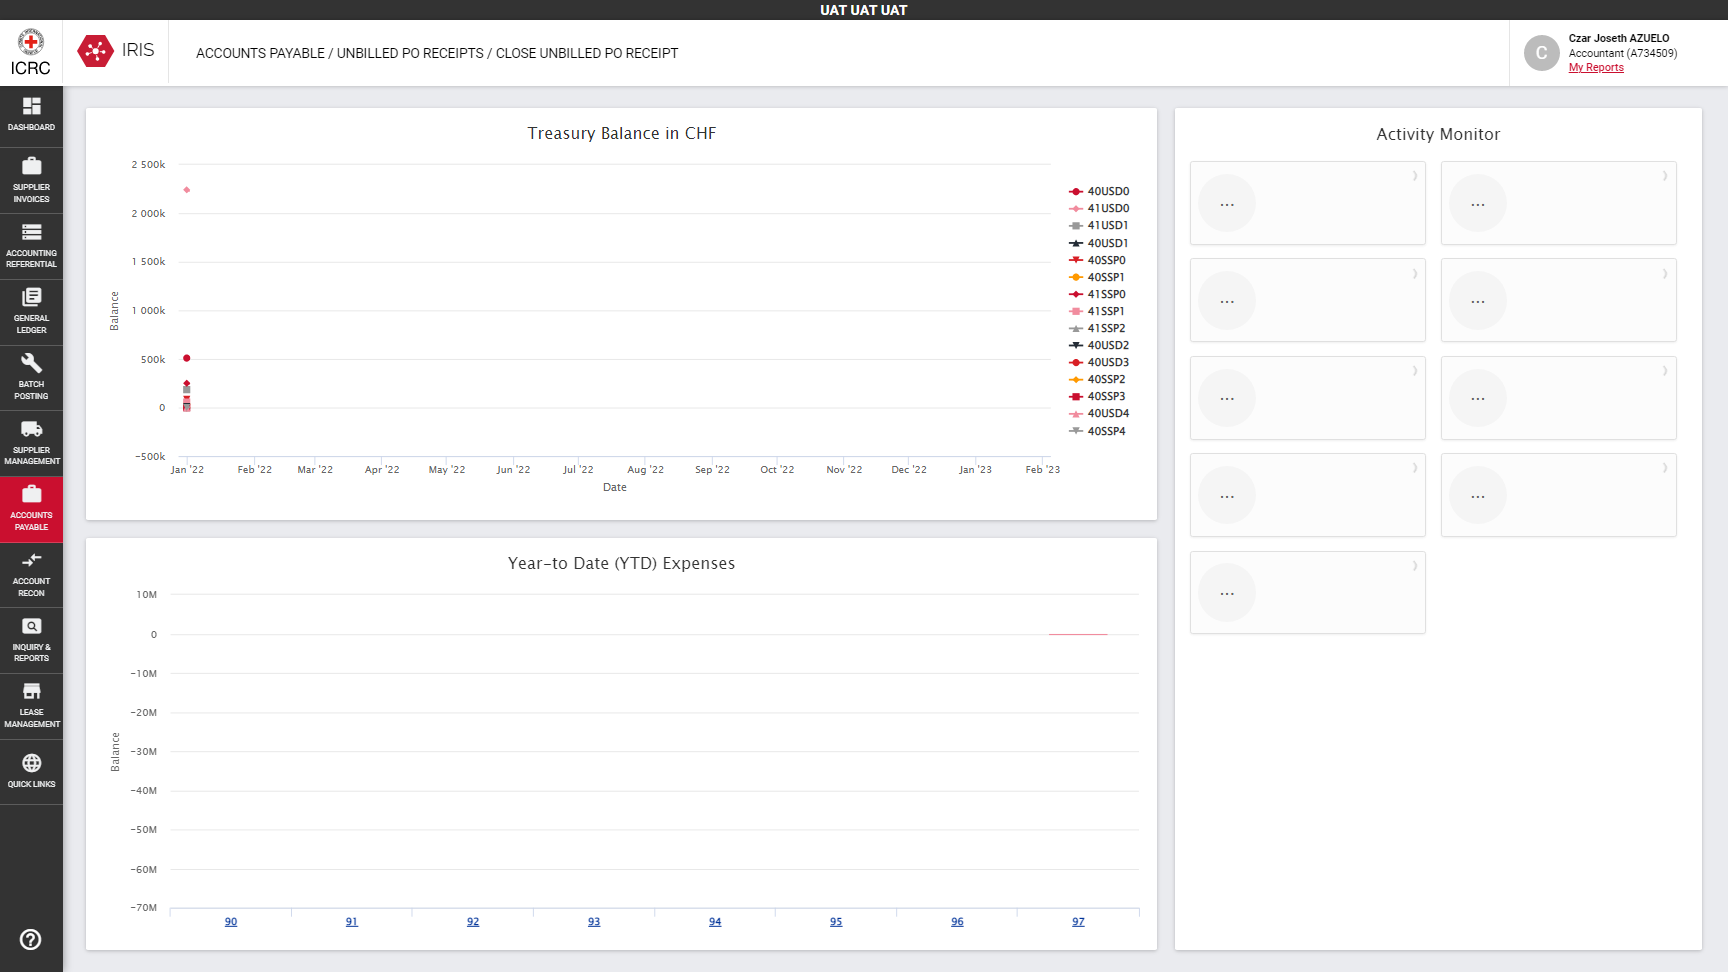 UAT UAT UAT
ICRC
IRIS
ACCOUNTS PAYABLE / UNBILLED PO RECEIPTS / CLOSE UNBILLED PO RECEIPT
C
Czar Joseth AZUELO
Accountant (A734509)
My Reports
DASHBOARD
SUPPLIER
INVOICES
ACCOUNTING
REFERENTIAL
GENERAL
LEDGER
BATCH
POSTING
SUPPLIER
MANAGEMENT
ACCOUNTS
PAYABLE
ACCOUNT
RECON
INQUIRY &
REPORTS
LEASE
MANAGEMENT
QUICK LINKS
Treasury Balance in CHF
2 500k
2 000k
1 500k
1 000k
500k
0
−500k
Balance
Jan '22 Feb '22 Mar '22 Apr '22 May '22 Jun '22 Jul '22 Aug '22 Sep '22 Oct '22 Nov '22 Dec '22 Jan '23 Feb '23
Date
40USD0
41USD0
41USD1
40USD1
40SSP0
40SSP1
41SSP0
41SSP1
41SSP2
40USD2
40USD3
40SSP2
40SSP3
40USD4
40SSP4
Year-to Date (YTD) Expenses
10M
0
−10M
−20M
−30M
−40M
−50M
−60M
−70M
Balance
90 91 92 93 94 95 96 97
Activity Monitor
... ...
... ...
... ...
... ...
...